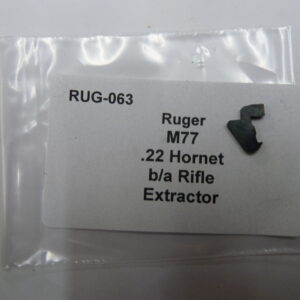 RUG-063
Ruger
M77
.22 Hornet
b/a Rifle
Extractor